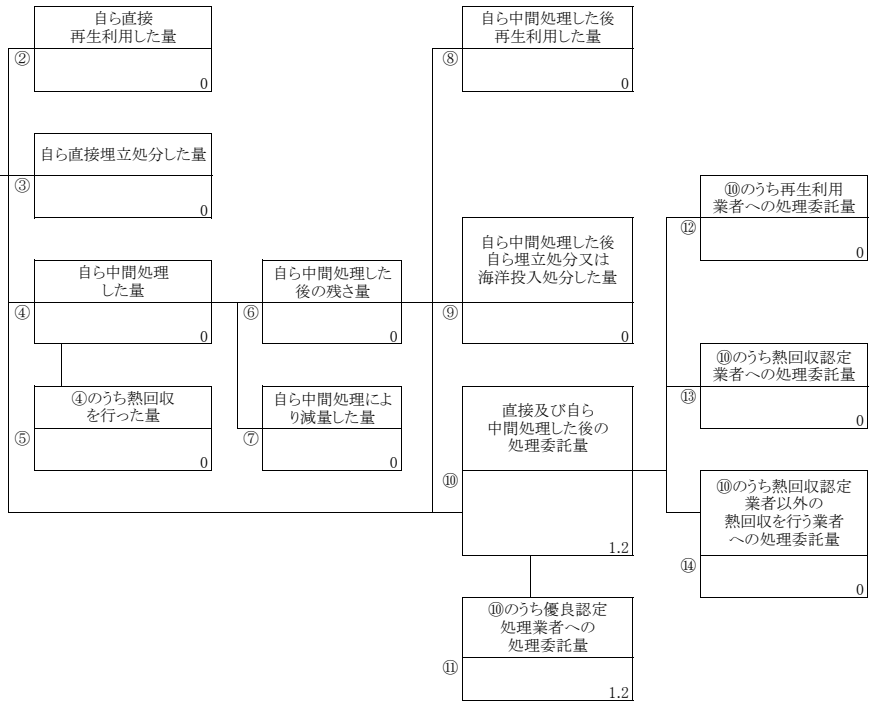 自ら直接
再生利用した量
②
0
自ら直接埋立処分した量
③
0
自ら中間処理
した量
④
0
④のうち熱回収
を行った量
⑤
0
自ら中間処理した
後の残さ量
⑥
0
自ら中間処理によ
り減量した量
⑦
0
自ら中間処理した後
再生利用した量
⑧
0
自ら中間処理した後
自ら埋立処分又は
海洋投入処分した量
⑨
0
直接及び自ら
中間処理した後の
処理委託量
⑩
1.2
⑩のうち優良認定
処理業者への
処理委託量
⑪
1.2
⑩のうち再生利用
業者への処理委託量
⑫
0
⑩のうち熱回収認定
業者への処理委託量
⑬
0
⑩のうち熱回収認定
業者以外の
熱回収を行う業者
への処理委託量
⑭
0